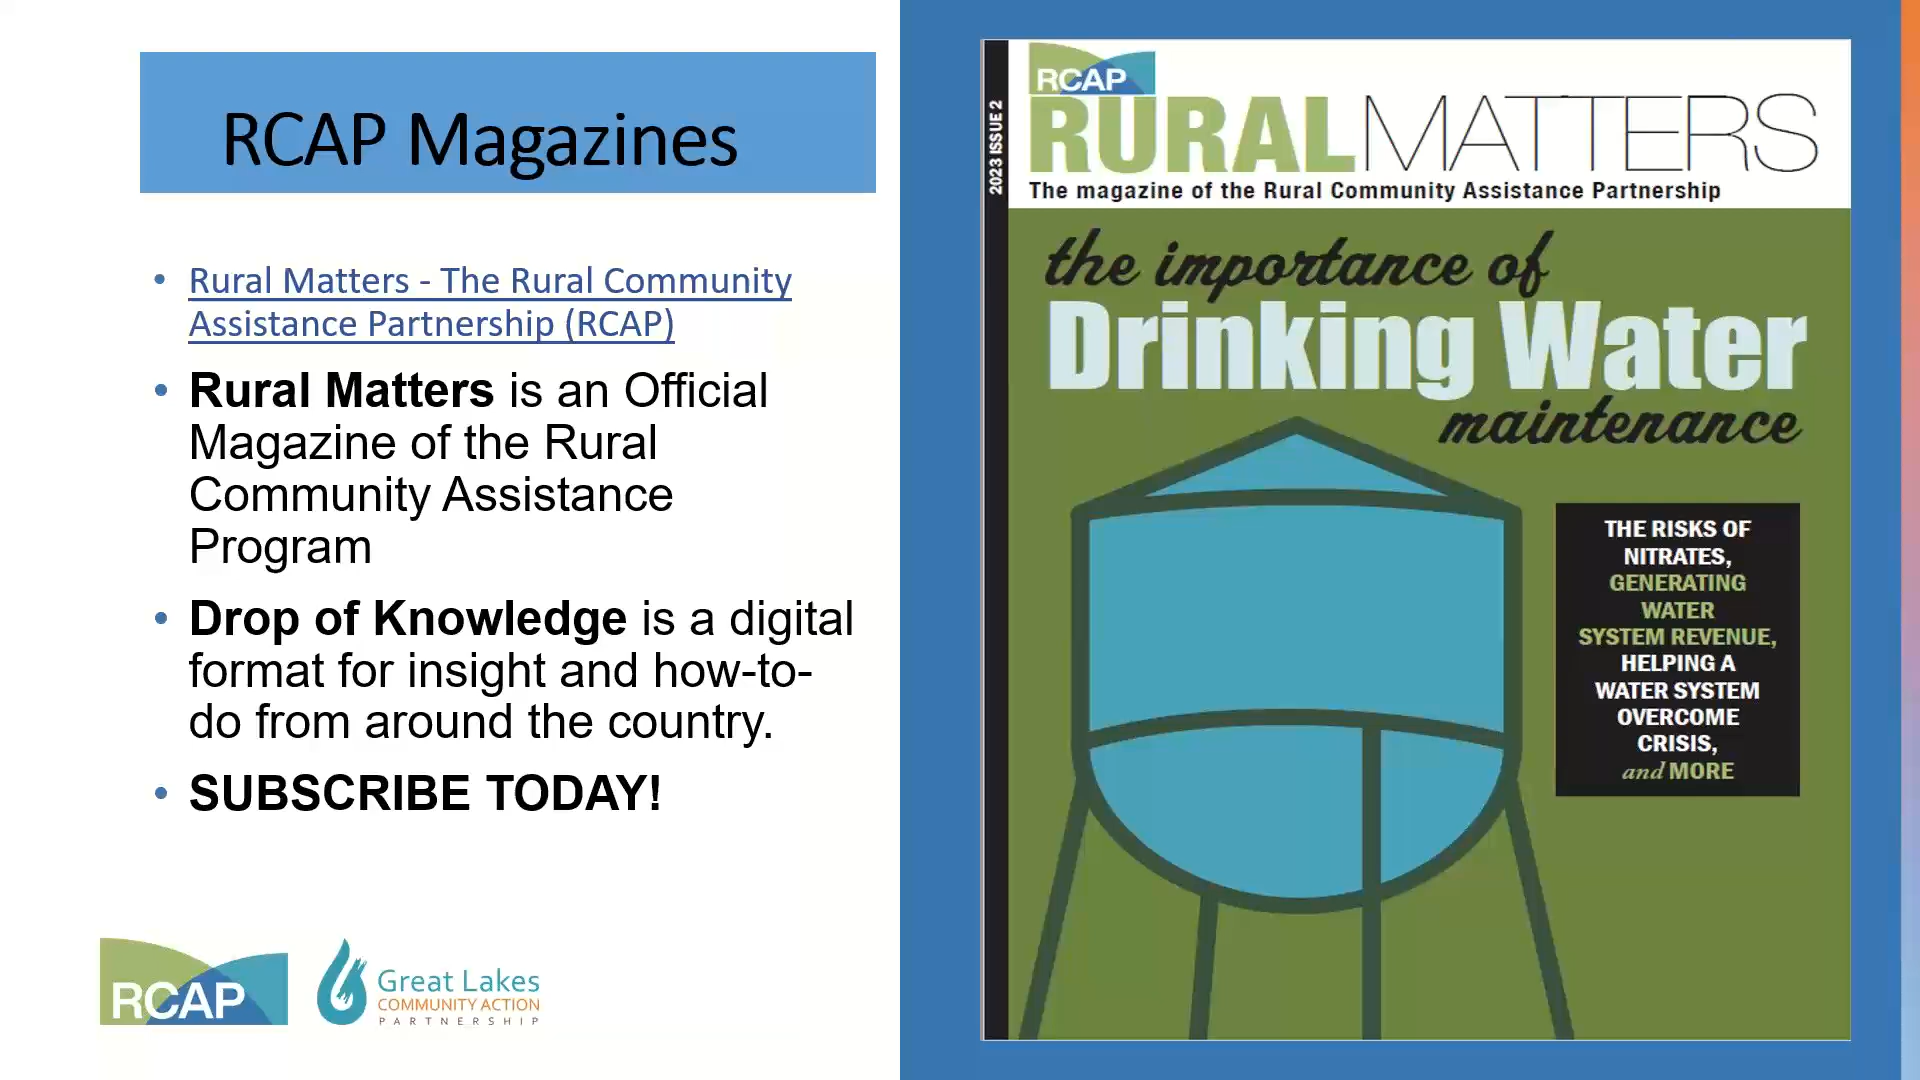 RCAP Magazines
• Rural Matters - The Rural Community
Assistance Partnership (RCAP)
• Rural Matters is an Official
Magazine of the Rural
Community Assistance
Program
• Drop of Knowledge is a digital
format for insight and how-to-
do from around the country.
• SUBSCRIBE TODAY!
RCAP
Great Lakes
COMMUNITY ACTION
PARTNERSHIP
2023 ISSUE 2
RCAP
RURALMATTERS
The magazine of the Rural Community Assistance Partnership
the importance of
Drinking Water
maintenance
THE RISKS OF
NITRATES,
GENERATING
WATER
SYSTEM REVENUE,
HELPING A
WATER SYSTEM
OVERCOME
CRISIS,
and MORE